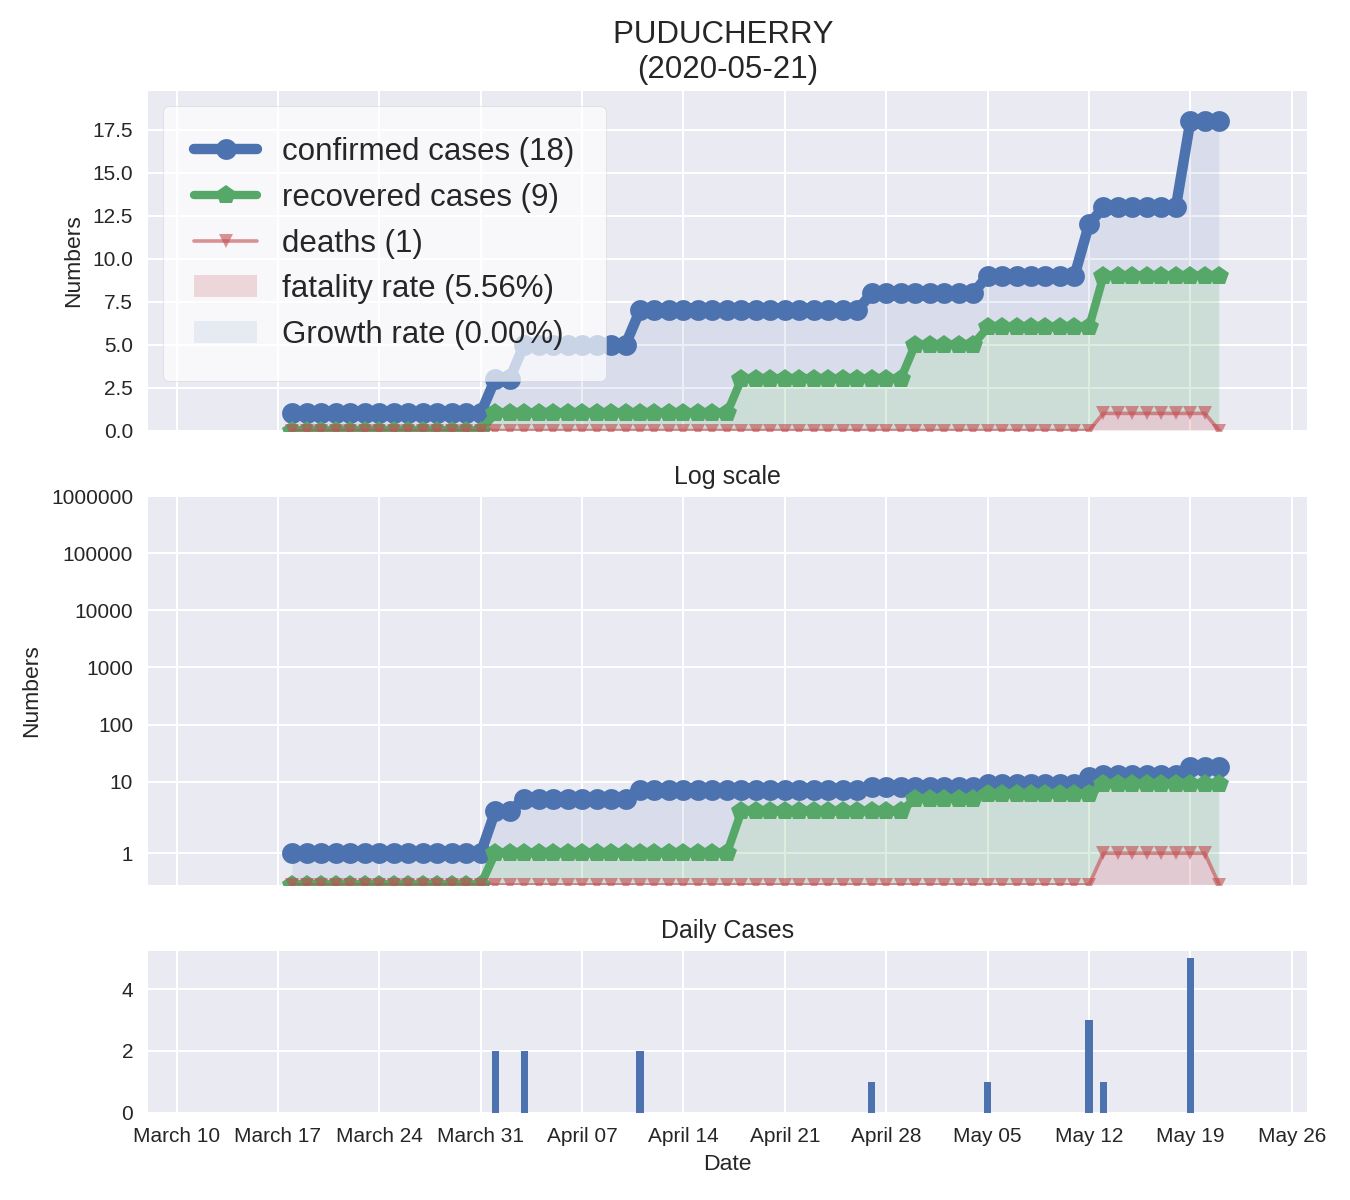 PUDUCHERRY
(2020-05-21)
Numbers
17.5
15.0
12.5
10.0
7.5
5.0
2.5
0.0
confirmed cases (18)
recovered cases (9)
deaths (1)
fatality rate (5.56%)
Growth rate (0.00%)
Log scale
Numbers
1000000
100000
10000
1000
100
10
1
Daily Cases
4
2
0
March 10 March 17 March 24 March 31 April 07 April 14 April 21 April 28 May 05 May 12 May 19 May 26
Date